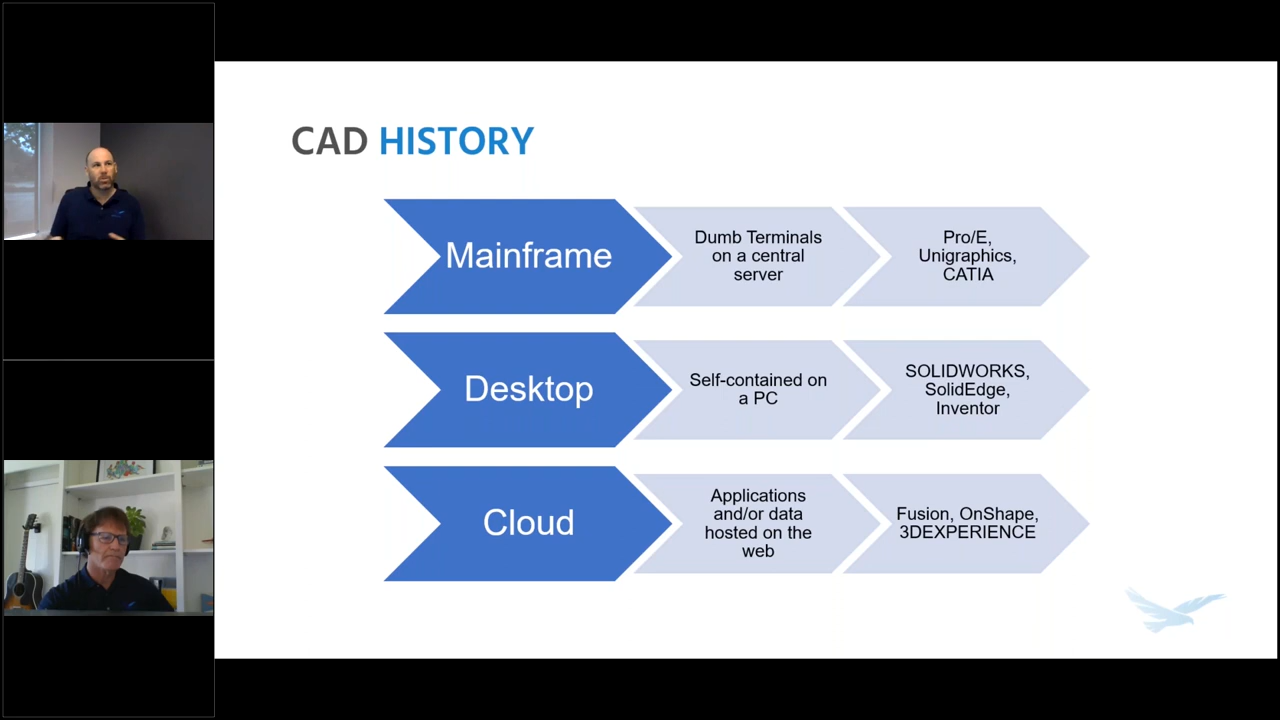 CAD HISTORY
Mainframe
Dumb Terminals
on a central
server
Pro/E,
Unigraphics,
CATIA
Desktop
Self-contained on
a PC
SOLIDWORKS,
SolidEdge,
Inventor
Cloud
Applications
and/or data
hosted on the
web
Fusion, OnShape,
3DEXPERIENCE